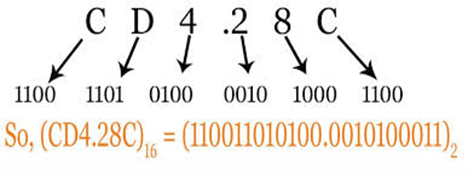 C D 4 .2 8 C
1100 1101 0100 0010 1000 1100
So, (CD4.28C)₁₆ = (110011010100.0010100011)₂